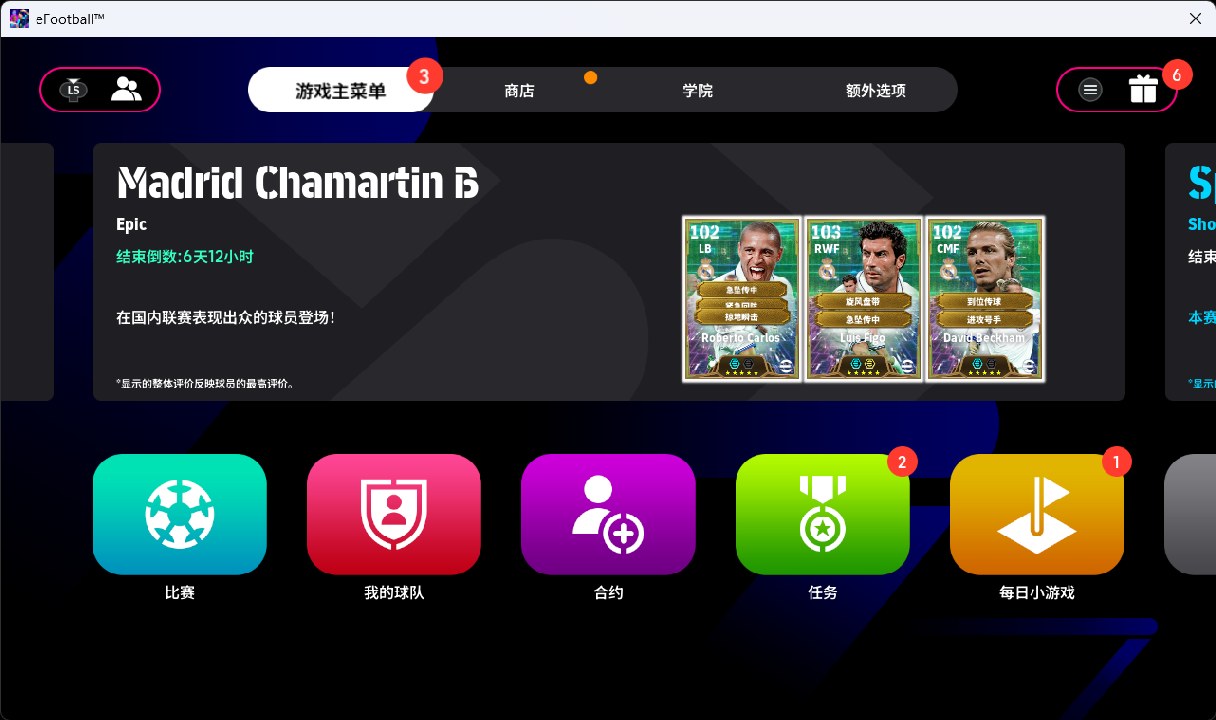 eFootball™
LS
游戏主菜单
3
商店
学院
额外选项
6
Madrid Chamartin B
Epic
结束倒数:6天12小时
在国内联赛表现出众的球员登场！
*显示的整体评价反映球员的最高评价。
102
LB
急坠传中
掠地瞬击
Roberto Carlos
103
RWF
旋风盘带
急坠传中
Luis Figo
102
CMF
到位传球
进攻号手
David Beckham
Sp
Sho
结束
本赛
*显示的
比赛
我的球队
合约
2
任务
1
每日小游戏